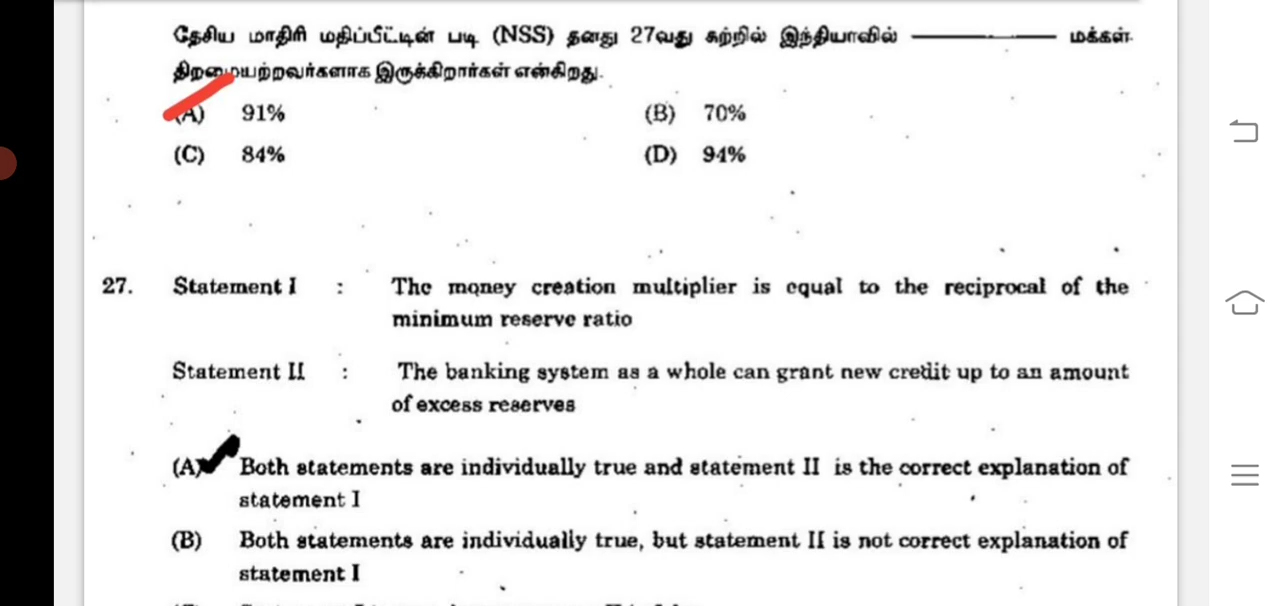 தேசிய மாதிரி மதிப்பீட்டின் படி (NSS) தனது 27வது சுற்றில் இந்தியாவில் ———— மக்கள்
திறமையற்றவர்களாக இருக்கிறார்கள் என்கிறது.
(A) 91% (B) 70%
(C) 84% (D) 94%
27. Statement I : The money creation multiplier is equal to the reciprocal of the
minimum reserve ratio
Statement II : The banking system as a whole can grant new credit up to an amount
of excess reserves
(A) Both statements are individually true and statement II is the correct explanation of
statement I
(B) Both statements are individually true, but statement II is not correct explanation of
statement I